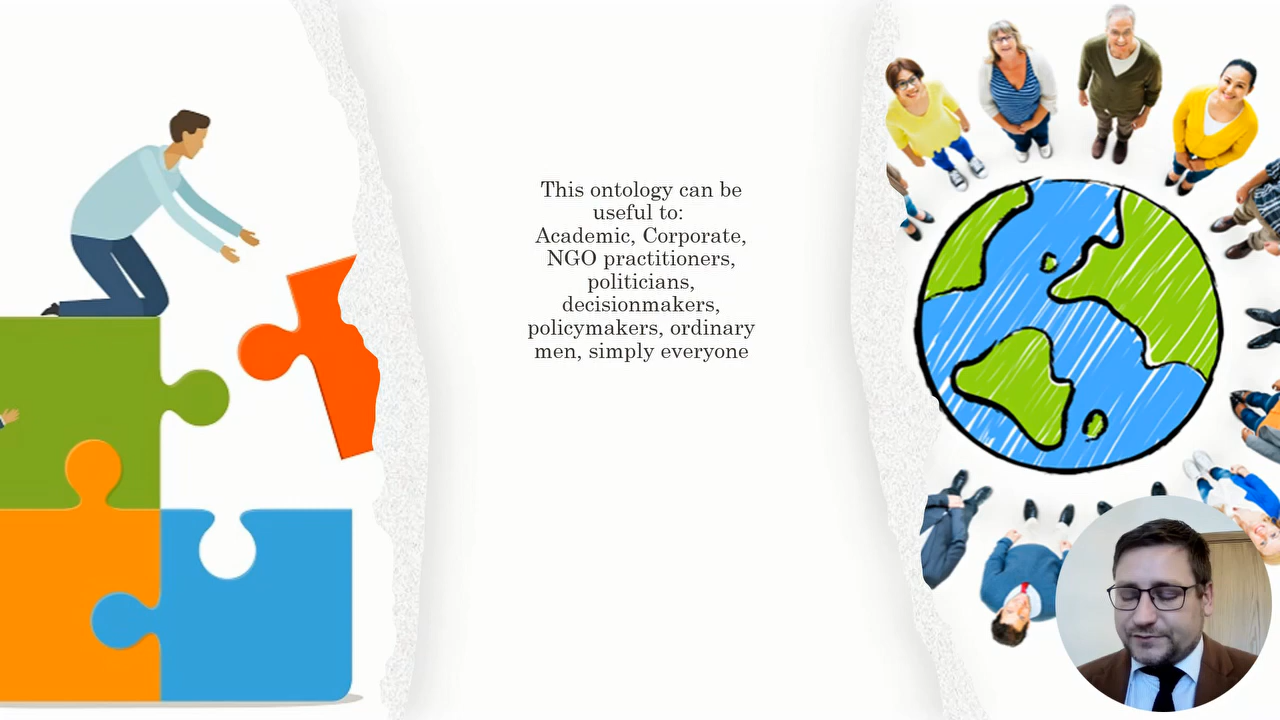 This ontology can be
useful to:
Academic, Corporate,
NGO practitioners,
politicians,
decisionmakers,
policymakers, ordinary
men, simply everyone